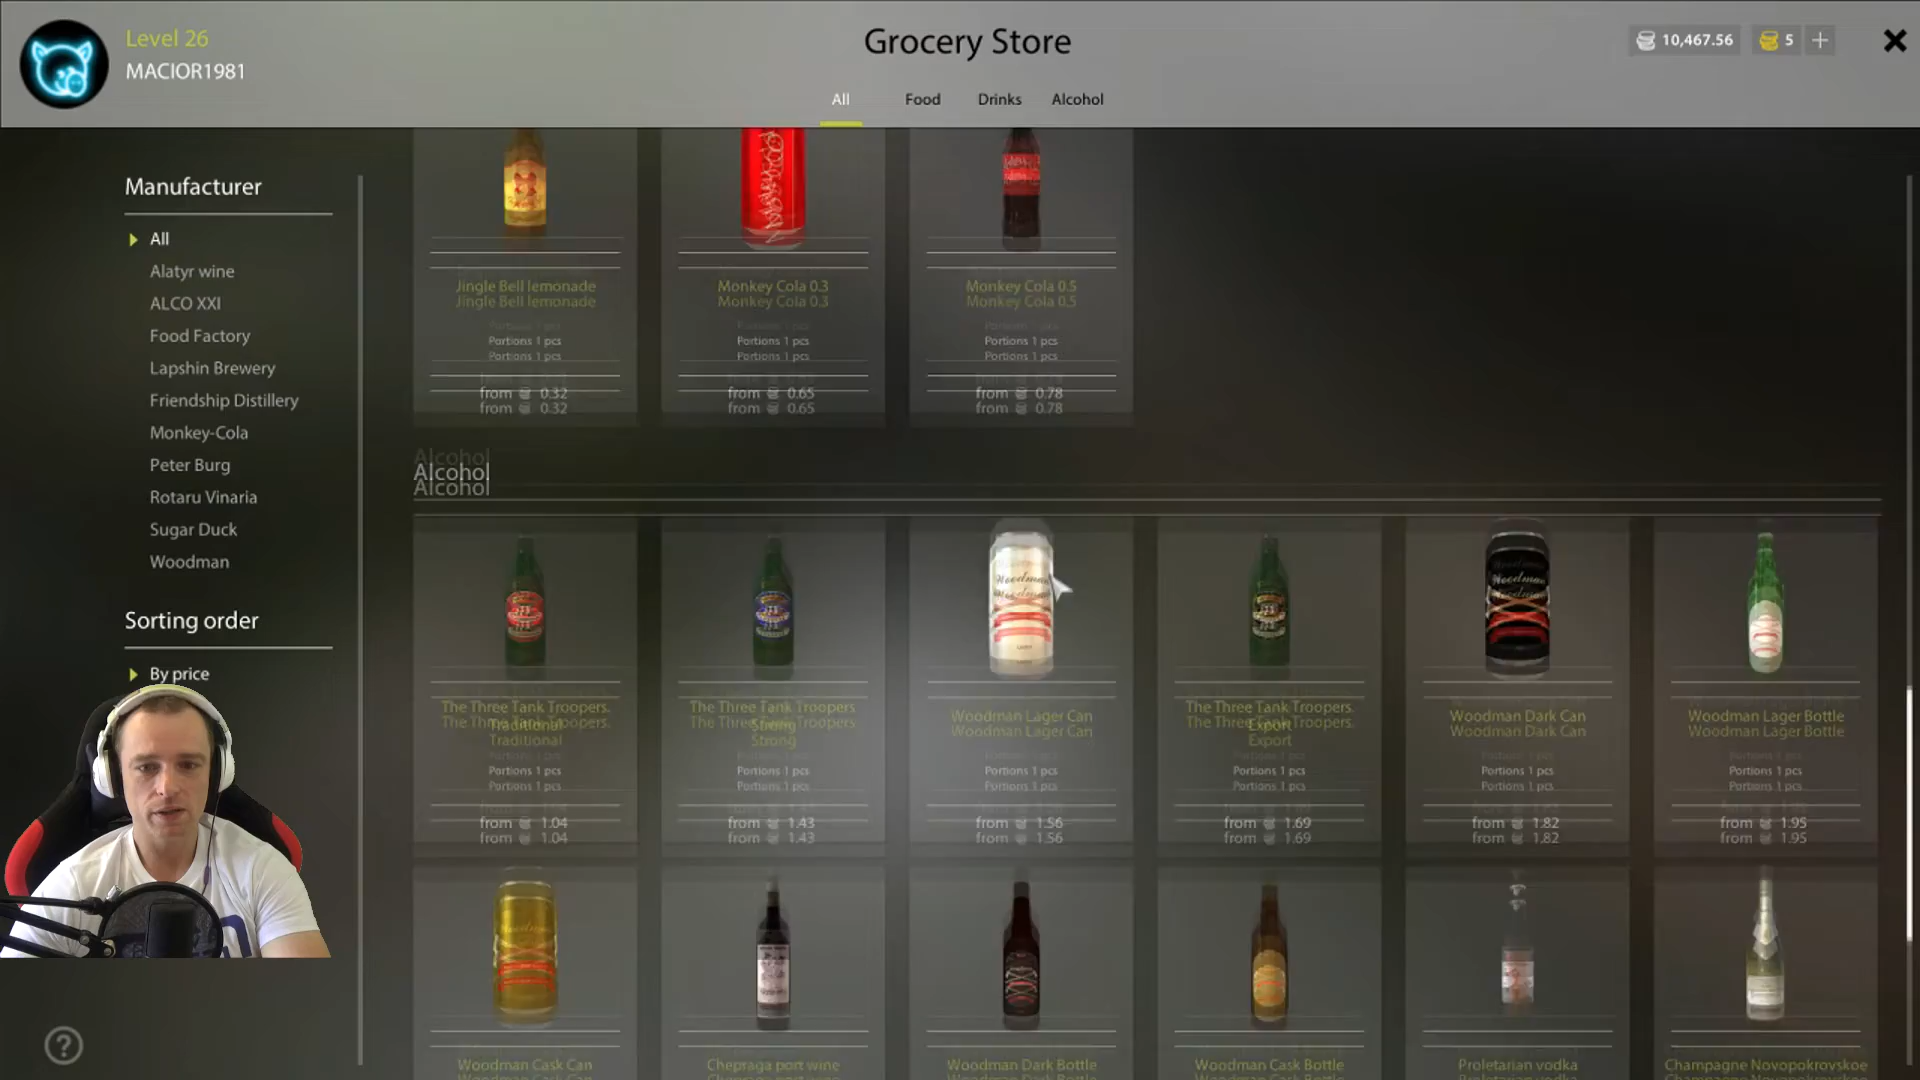 Level 26
MACIOR1981
Grocery Store
10,467.56
5
All Food Drinks Alcohol
Manufacturer
All
Alatyr wine
ALCO XXI
Food Factory
Lapshin Brewery
Friendship Distillery
Monkey-Cola
Peter Burg
Rotaru Vinaria
Sugar Duck
Woodman
Sorting order
By price
Jingle Bell lemonade
Portions 1 pcs
from 0.32
Monkey Cola 0.3
Portions 1 pcs
from 0.65
Monkey Cola 0.5
Portions 1 pcs
from 0.78
Alcohol
The Three Tank Troopers.
Traditional
Portions 1 pcs
from 1.04
The Three Tank Troopers.
Strong
Portions 1 pcs
from 1.43
Woodman
Woodman Lager Can
Portions 1 pcs
from 1.56
The Three Tank Troopers.
Export
Portions 1 pcs
from 1.69
Woodman
Woodman Dark Can
Portions 1 pcs
from 1.82
Woodman Lager Bottle
Portions 1 pcs
from 1.95
Woodman Cask Can
Chepraga port wine
Woodman Dark Bottle
Woodman Cask Bottle
Proletarian vodka
Champagne Novopokrovskoe
?